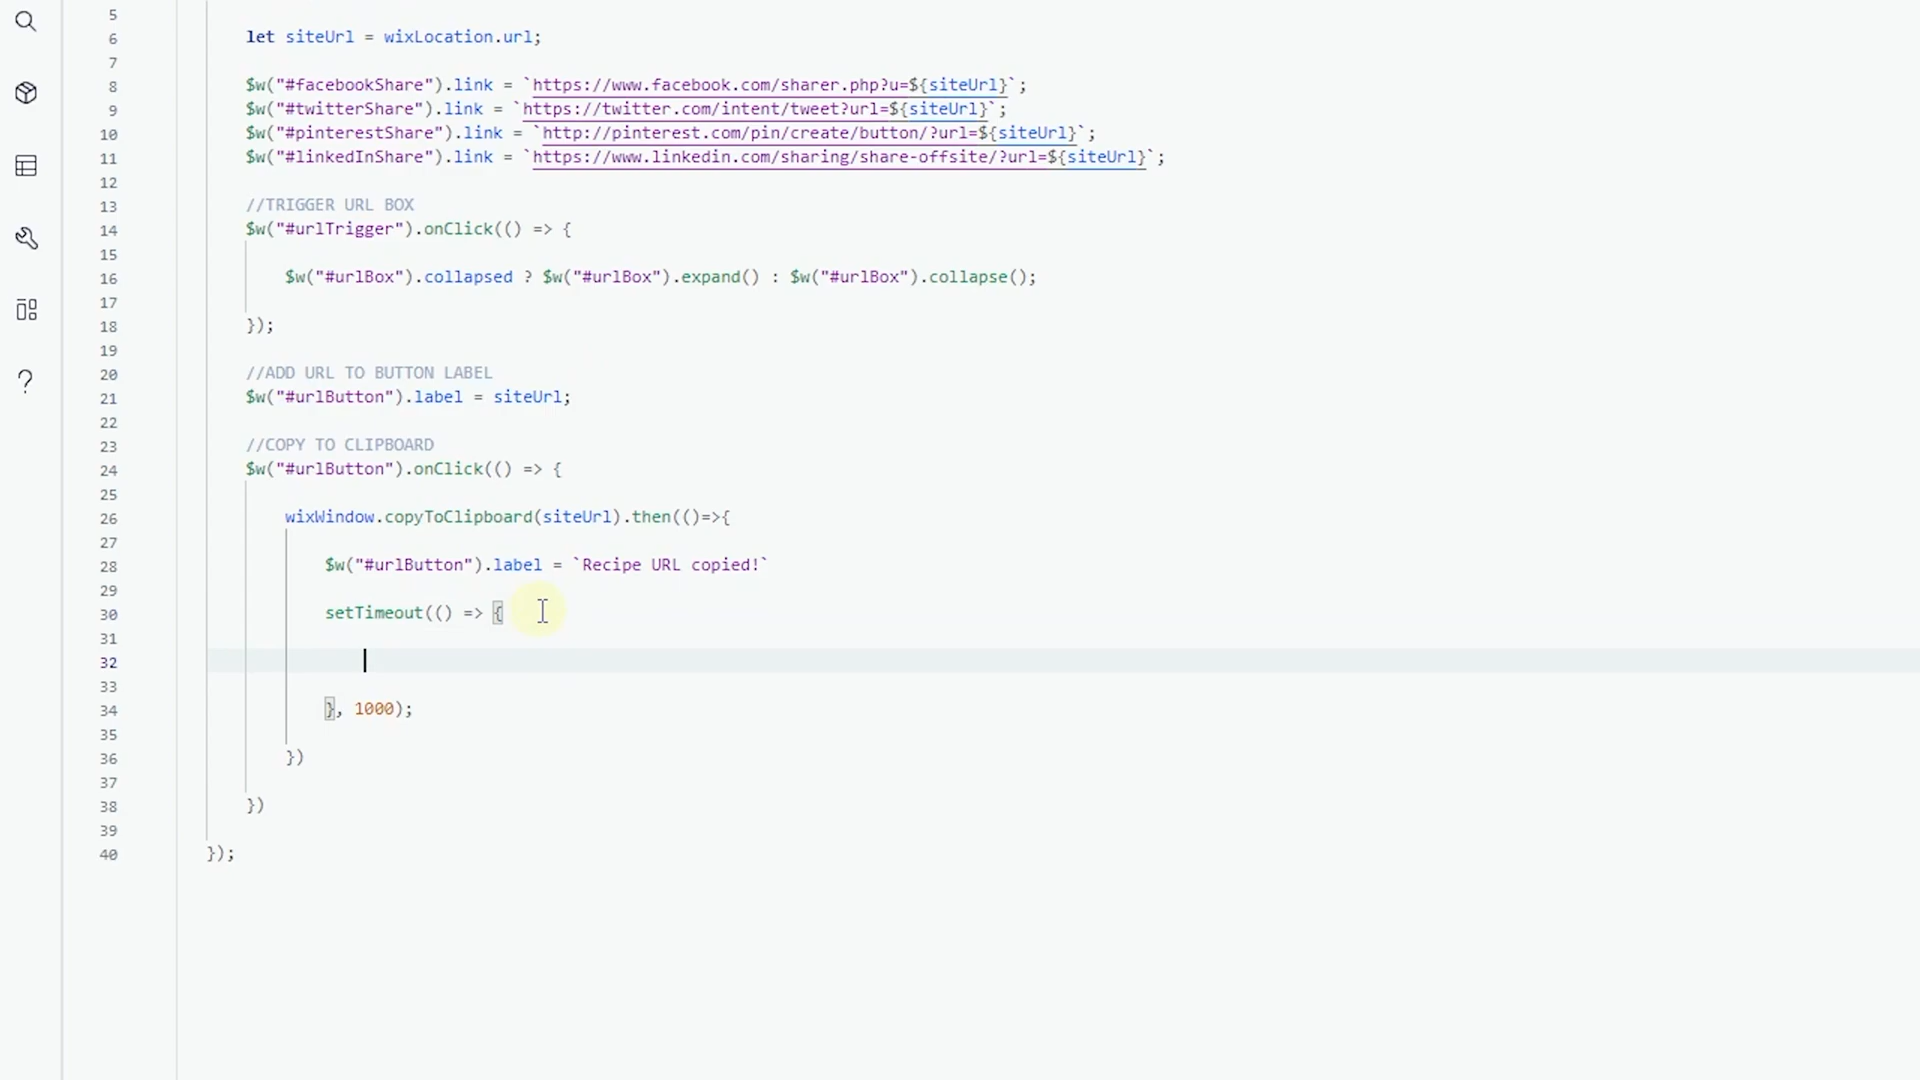 5
6 let siteUrl = wixLocation.url;
7
8 $w("#facebookShare").link = `https://www.facebook.com/sharer.php?u=${siteUrl}`;
9 $w("#twitterShare").link = `https://twitter.com/intent/tweet?url=${siteUrl}`;
10 $w("#pinterestShare").link = `http://pinterest.com/pin/create/button/?url=${siteUrl}`;
11 $w("#linkedInShare").link = `https://www.linkedin.com/sharing/share-offsite/?url=${siteUrl}`;
12
13 //TRIGGER URL BOX
14 $w("#urlTrigger").onClick(() => {
15
16 $w("#urlBox").collapsed ? $w("#urlBox").expand() : $w("#urlBox").collapse();
17
18 });
19
20 //ADD URL TO BUTTON LABEL
21 $w("#urlButton").label = siteUrl;
22
23 //COPY TO CLIPBOARD
24 $w("#urlButton").onClick(() => {
25
26 wixWindow.copyToClipboard(siteUrl).then(()=>{
27
28 $w("#urlButton").label = `Recipe URL copied!`
29
30 setTimeout(() => {
31
32
33
34 }, 1000);
35
36 })
37
38 })
39
40 });